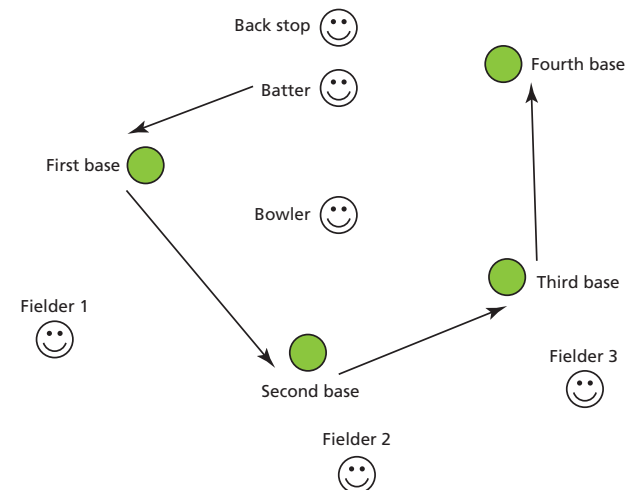 Back stop
Fourth base
Batter
First base
Bowler
Third base
Fielder 1
Fielder 3
Second base
Fielder 2